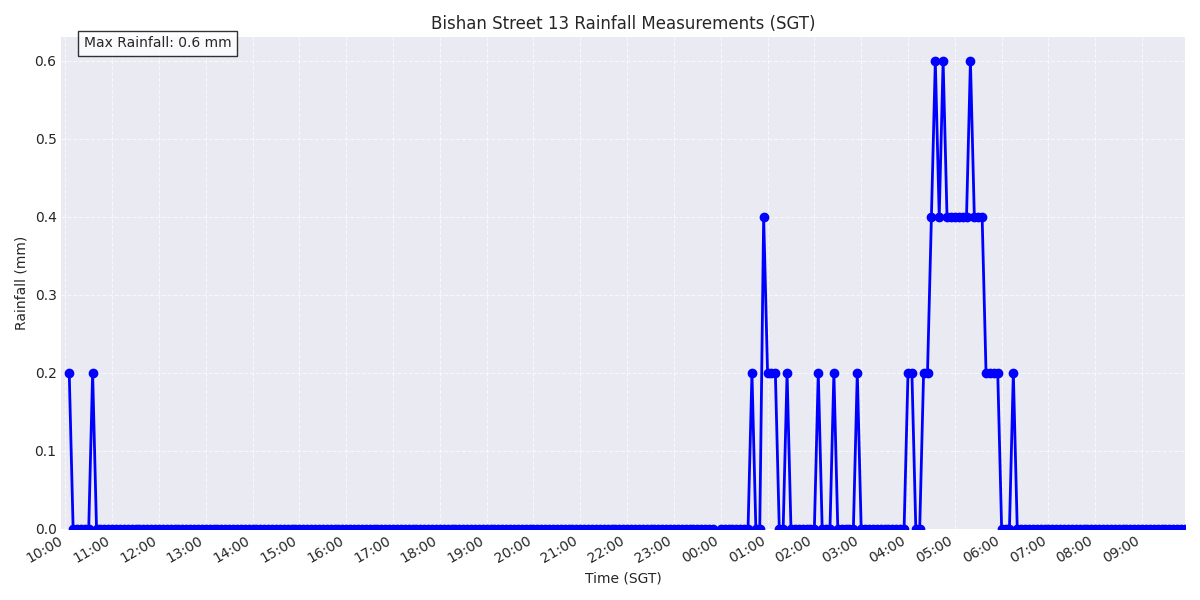 Bishan Street 13 Rainfall Measurements (SGT)
Max Rainfall: 0.6 mm
Rainfall (mm)
0.6
0.5
0.4
0.3
0.2
0.1
0.0
10:00 11:00 12:00 13:00 14:00 15:00 16:00 17:00 18:00 19:00 20:00 21:00 22:00 23:00 00:00 01:00 02:00 03:00 04:00 05:00 06:00 07:00 08:00 09:00
Time (SGT)